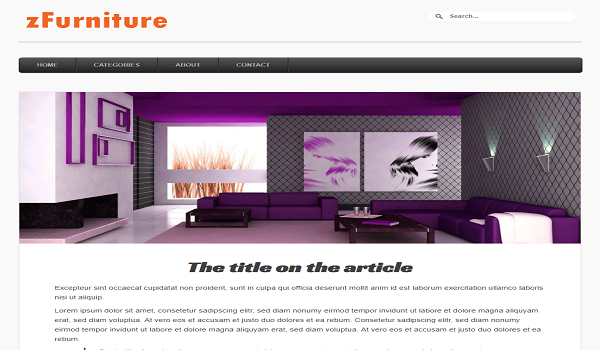 zFurniture
Search...
HOME CATEGORIES ABOUT CONTACT
The title on the article
Excepteur sint occaecat cupidatat non proident, sunt in culpa qui officia deserunt mollit anim id est laborum exercitation ullamco laboris
nisi ut aliquip.
Lorem ipsum dolor sit amet, consetetur sadipscing elitr, sed diam nonumy eirmod tempor invidunt ut labore et dolore magna aliquyam
erat, sed diam voluptua. At vero eos et accusam et justo duo dolores et ea rebum. Consetetur sadipscing elitr, sed diam nonumy
eirmod tempor invidunt ut labore et dolore magna aliquyam erat, sed diam voluptua. At vero eos et accusam et justo duo dolores et ea
rebum.